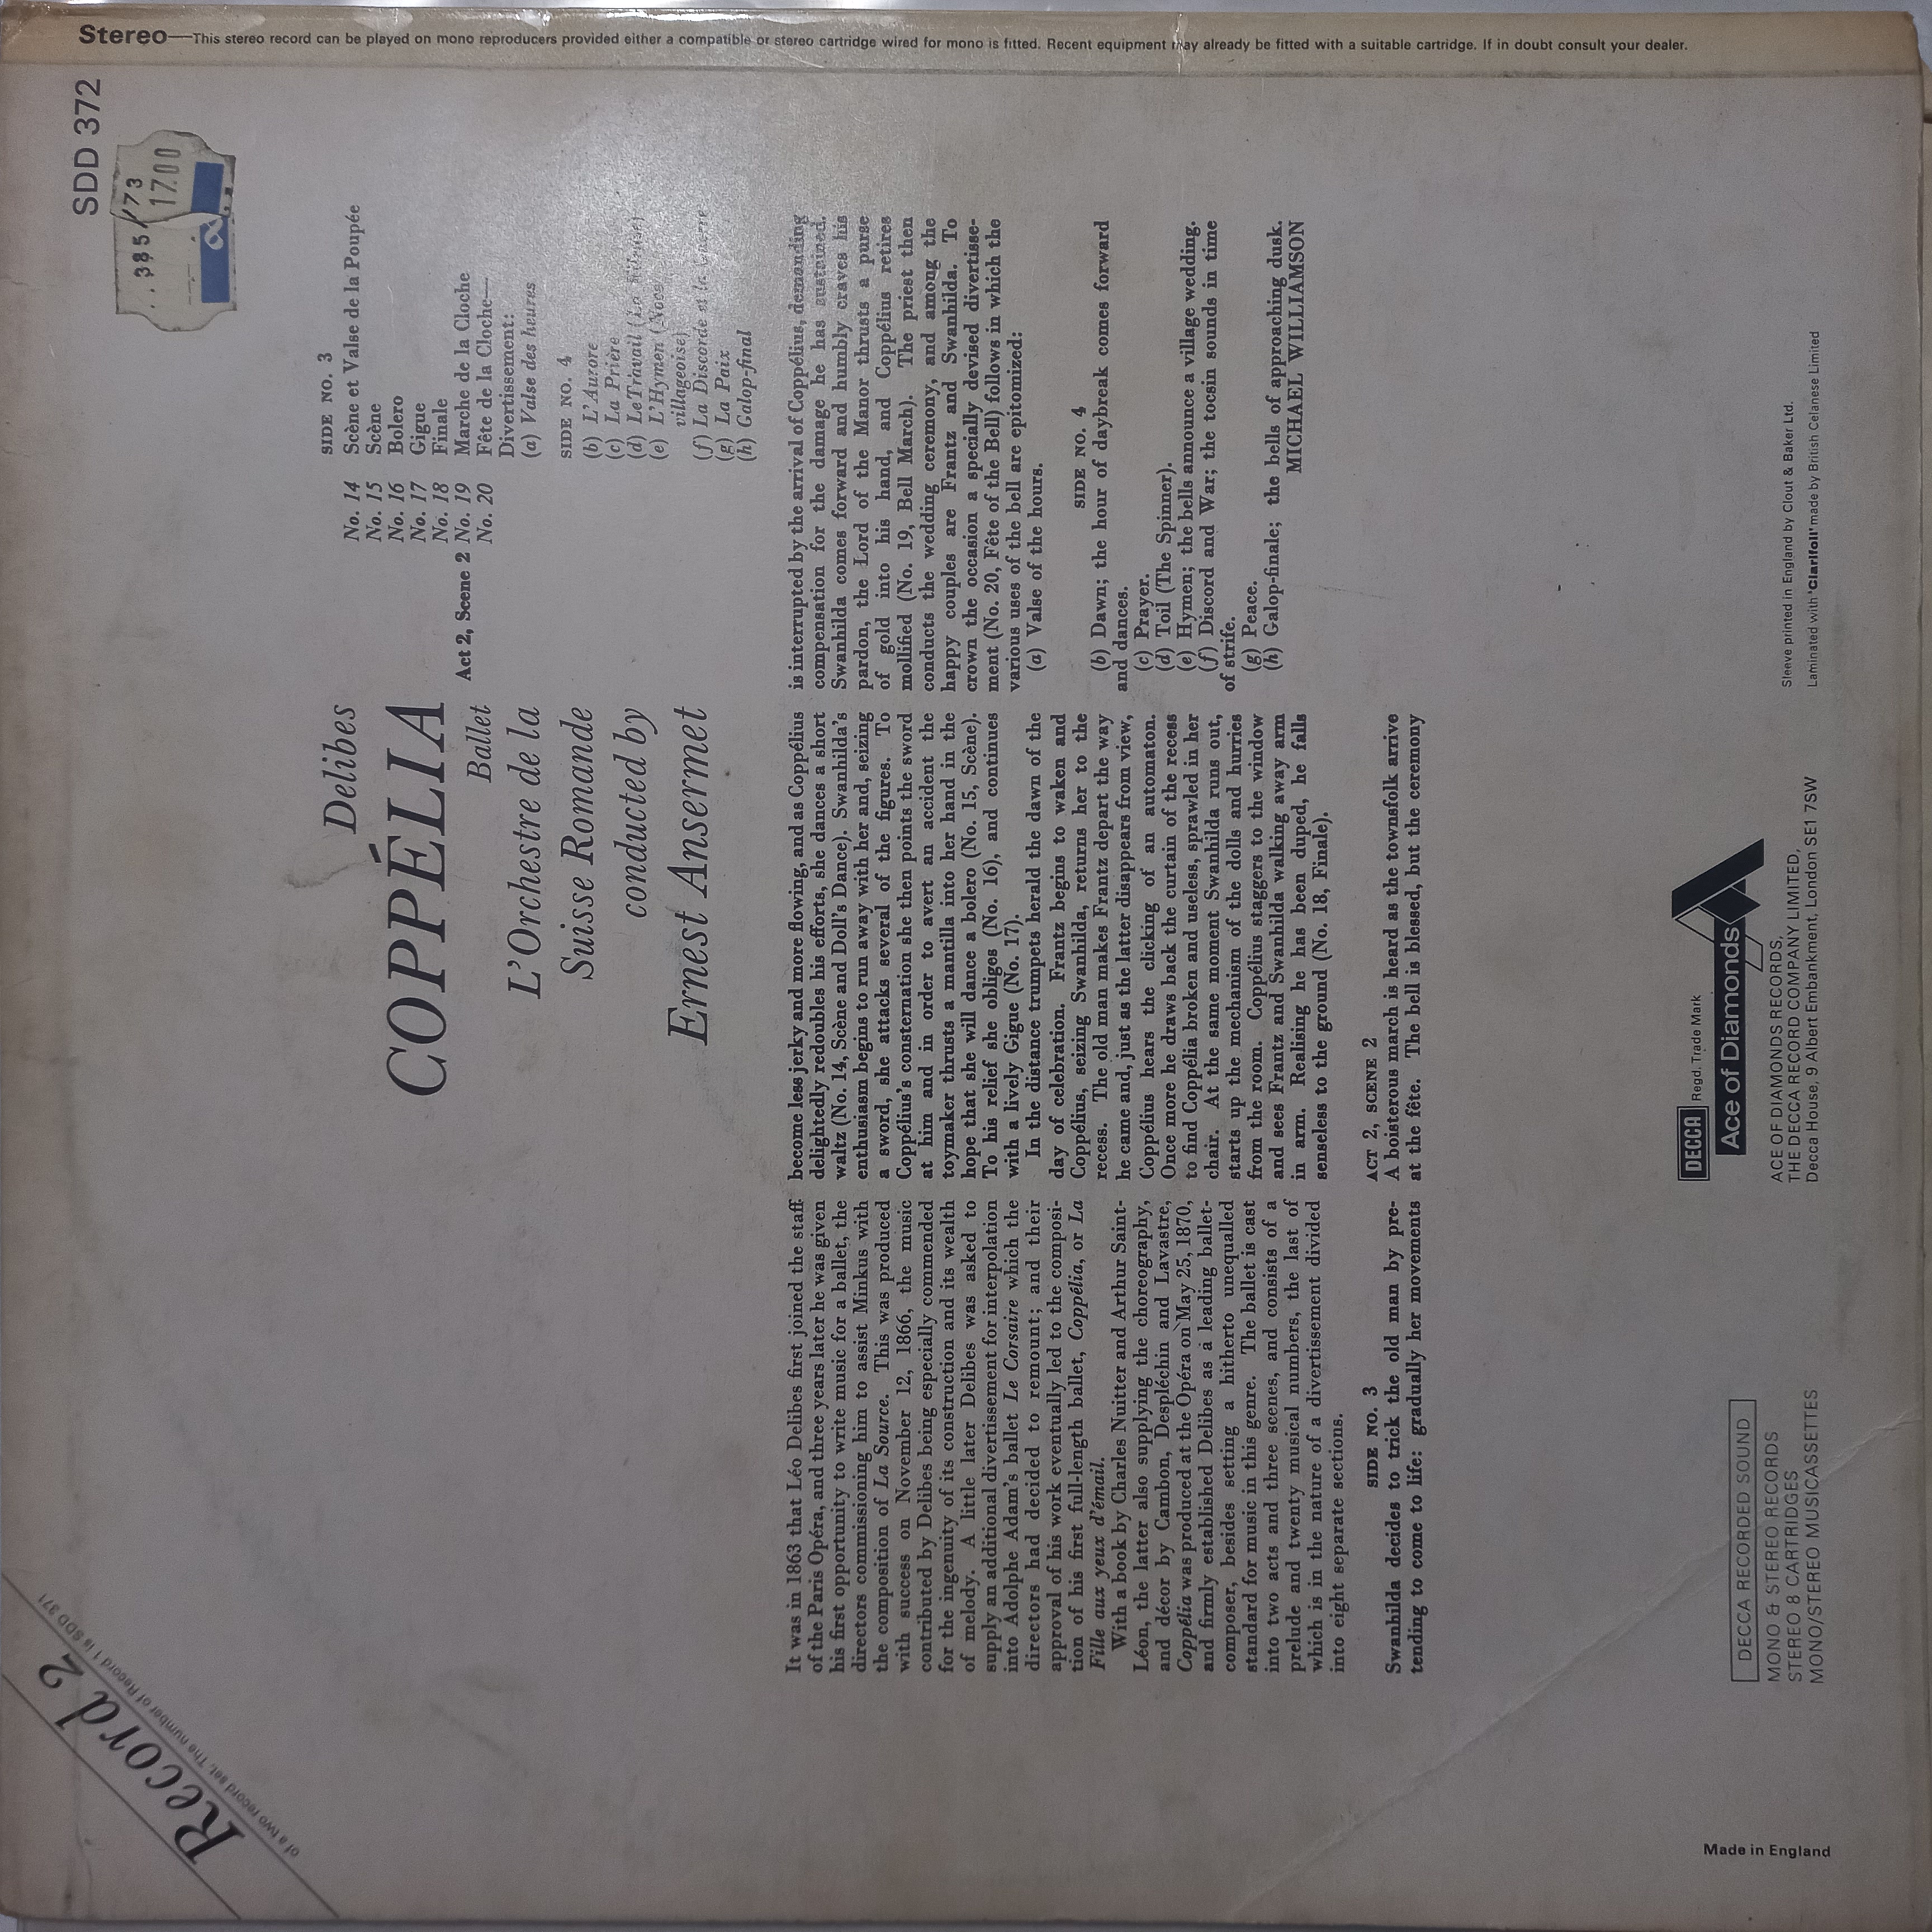 Stereo—This stereo record can be played on mono reproducers provided either a compatible or stereo cartridge wired for mono is fitted. Recent equipment may already be fitted with a suitable cartridge. If in doubt consult your dealer.
Record 2
of a two record set. The number of Record 1 is SDD 371
SDD 372
..385/73
17.00
Delibes
COPPÉLIA
Ballet
L'Orchestre de la
Suisse Romande
conducted by
Ernest Ansermet
SIDE NO. 3
No. 14 Scène et Valse de la Poupée
No. 15 Scène
No. 16 Bolero
No. 17 Gigue
No. 18 Finale
Act 2, Scene 2 No. 19 Marche de la Cloche
No. 20 Fête de la Cloche—
Divertissement:
(a) Valse des heures
SIDE NO. 4
(b) L'Aurore
(c) La Prière
(d) Le Travail (La
(e) L'Hymen (Noce
villageoise)
(f) La Discorde et la Guerre
(g) La Paix
(h) Galop-final
It was in 1863 that Léo Delibes first joined the staff
of the Paris Opéra, and three years later he was given
his first opportunity to write music for a ballet, the
directors commissioning him to assist Minkus with
the composition of La Source. This was produced
with success on November 12, 1866, the music
contributed by Delibes being especially commended
for the ingenuity of its construction and its wealth
of melody. A little later Delibes was asked to
supply an additional divertissement for interpolation
into Adolphe Adam's ballet Le Corsaire which the
directors had decided to remount; and their
approval of his work eventually led to the composi-
tion of his first full-length ballet, Coppélia, or La
Fille aux yeux d'émail.
With a book by Charles Nuitter and Arthur Saint-
Léon, the latter also supplying the choreography,
and décor by Cambon, Despléchin and Lavastre,
Coppélia was produced at the Opéra on May 25, 1870,
and firmly established Delibes as a leading ballet-
composer, besides setting a hitherto unequalled
standard for music in this genre. The ballet is cast
into two acts and three scenes, and consists of a
prelude and twenty musical numbers, the last of
which is in the nature of a divertissement divided
into eight separate sections.
SIDE NO. 3
Swanhilda decides to trick the old man by pre-
tending to come to life: gradually her movements
become less jerky and more flowing, and as Coppélius
delightedly redoubles his efforts, she dances a short
waltz (No. 14, Scène and Doll's Dance). Swanhilda's
enthusiasm begins to run away with her and, seizing
a sword, she attacks several of the figures. To
Coppélius's consternation she then points the sword
at him and in order to avert an accident the
toymaker thrusts a mantilla into her hand in the
hope that she will dance a bolero (No. 15, Scène).
To his relief she obliges (No. 16), and continues
with a lively Gigue (No. 17).
In the distance trumpets herald the dawn of the
day of celebration. Frantz begins to waken and
Coppélius, seizing Swanhilda, returns her to the
recess. The old man makes Frantz depart the way
he came and, just as the latter disappears from view,
Coppélius hears the clicking of an automaton.
Once more he draws back the curtain of the recess
to find Coppélia broken and useless, sprawled in her
chair. At the same moment Swanhilda runs out,
starts up the mechanism of the dolls and hurries
from the room. Coppélius staggers to the window
and sees Frantz and Swanhilda walking away arm
in arm. Realising he has been duped, he falls
senseless to the ground (No. 18, Finale).
ACT 2, SCENE 2
A boisterous march is heard as the townsfolk arrive
at the fête. The bell is blessed, but the ceremony
is interrupted by the arrival of Coppélius, demanding
compensation for the damage he has sustained.
Swanhilda comes forward and humbly craves his
pardon, the Lord of the Manor thrusts a purse
of gold into his hand, and Coppélius retires
mollified (No. 19, Bell March). The priest then
conducts the wedding ceremony, and among the
happy couples are Frantz and Swanhilda. To
crown the occasion a specially devised divertisse-
ment (No. 20, Fête of the Bell) follows in which the
various uses of the bell are epitomized:
(a) Valse of the hours.
SIDE NO. 4
(b) Dawn; the hour of daybreak comes forward
and dances.
(c) Prayer.
(d) Toil (The Spinner).
(e) Hymen; the bells announce a village wedding.
(f) Discord and War; the tocsin sounds in time
of strife.
(g) Peace.
(h) Galop-finale; the bells of approaching dusk.
MICHAEL WILLIAMSON
DECCA RECORDED SOUND
MONO & STEREO RECORDS
STEREO 8 CARTRIDGES
MONO/STEREO MUSICASSETTES
DECCA Regd. Trade Mark
Ace of Diamonds
ACE OF DIAMONDS RECORDS,
THE DECCA RECORD COMPANY LIMITED,
Decca House, 9 Albert Embankment, London SE1 7SW
Sleeve printed in England by Clout & Baker Ltd.
Laminated with 'Clarifoil' made by British Celanese Limited
Made in England